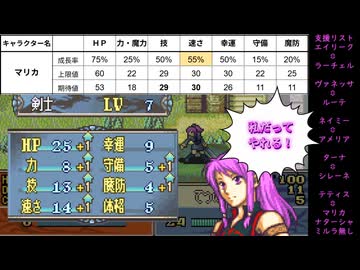 キャラクター名 HP 力・魔力 技 速さ 幸運 守備 魔防
マリカ
成長率 75% 25% 50% 55% 50% 15% 20%
上限値 60 23 29 30 30 22 25
期待値 53 18 29 30 30 11 11
剣士 LV 7
HP 25+1 幸運 9
力 8+1 守備 5+1
技 13+1 魔防 4+1
速さ 14+1 体格 5
私だって
やれる!
支援リスト
エイリーク
ラーチェル
ヴァネッサ
ルーテ
ネイミー
アメリア
ターナ
シレーネ
テティス
マリカ
ナターシャ
ミルラ無し